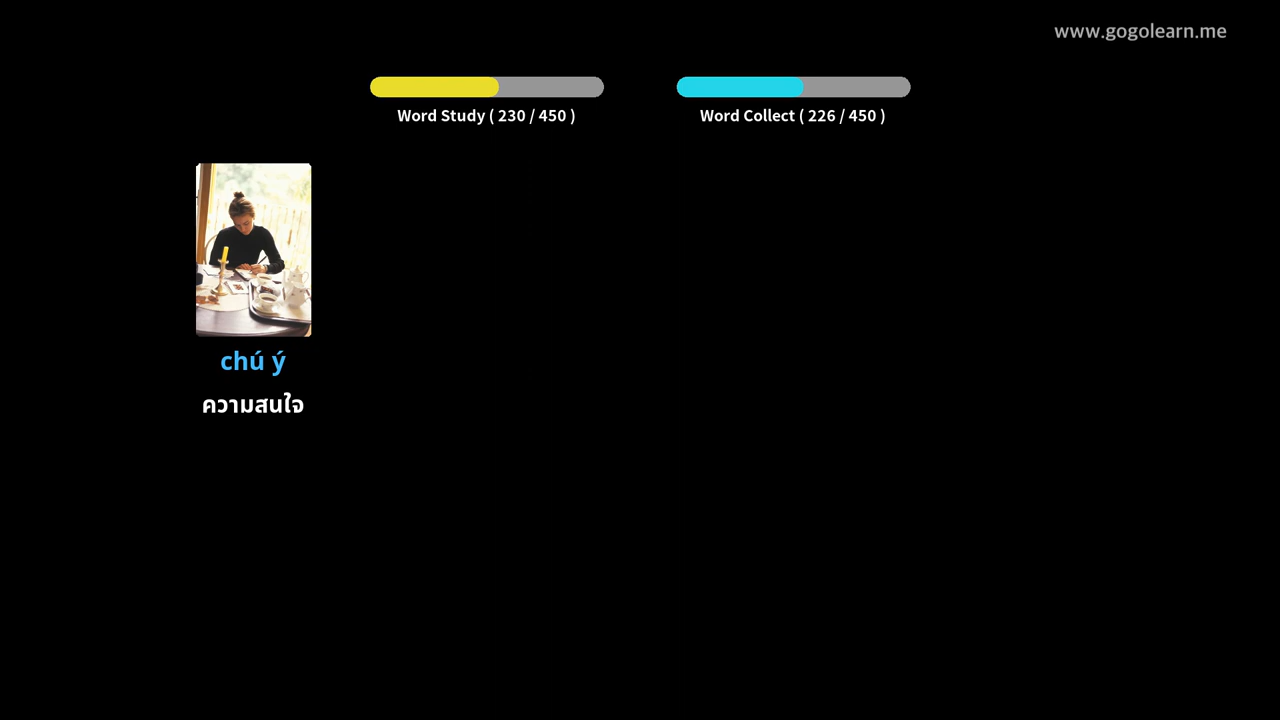 www.gogolearn.me
Word Study ( 230 / 450 )
Word Collect ( 226 / 450 )
chú ý
ความสนใจ